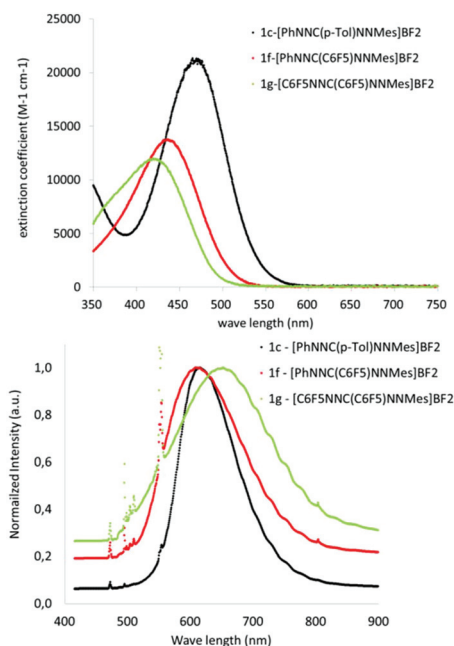 1c-[PhNNC(p-Tol)NNMes]BF2
1f-[PhNNC(C6F5)NNMes]BF2
1g-[C6F5NNC(C6F5)NNMes]BF2
extinction coefficient (M-1 cm-1)
25000
20000
15000
10000
5000
0
350 400 450 500 550 600 650 700 750
wave length (nm)
1c - [PhNNC(p-Tol)NNMes]BF2
1f - [PhNNC(C6F5)NNMes]BF2
1g - [C6F5NNC(C6F5)NNMes]BF2
Normailzed Intensity (a.u.)
1,0
0,8
0,6
0,4
0,2
0,0
400 500 600 700 800 900
Wave length (nm)